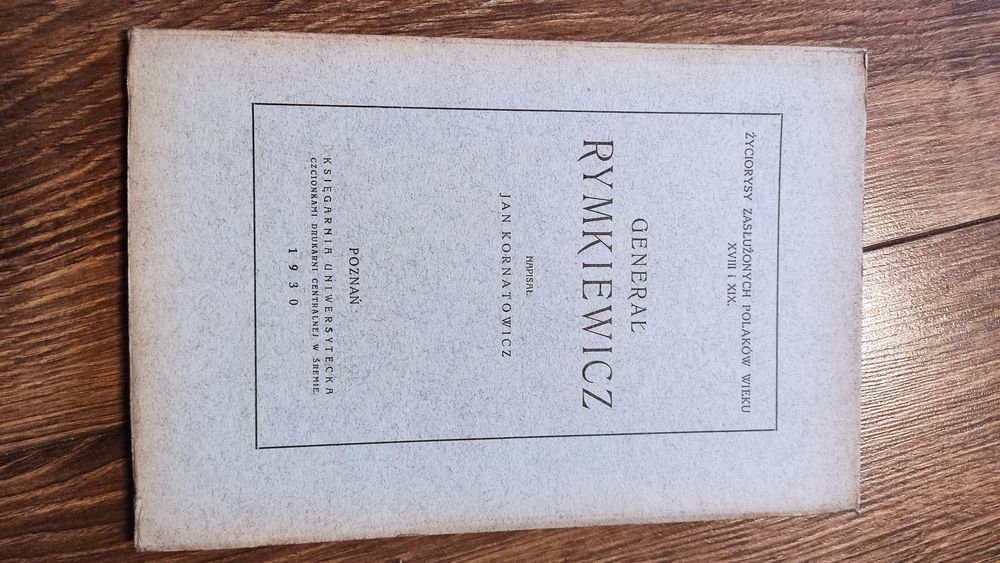 ŻYCIORYSY ZASŁUŻONYCH POLAKÓW WIEKU
XVIII i XIX.
GENERAŁ
RYMKIEWICZ
NAPISAŁ
JAN KORNATOWICZ
POZNAŃ
KSIĘGARNIA UNIWERSYTECKA
CZCIONKAMI DRUKARNI CENTRALNEJ W ŚREMIE.
1930